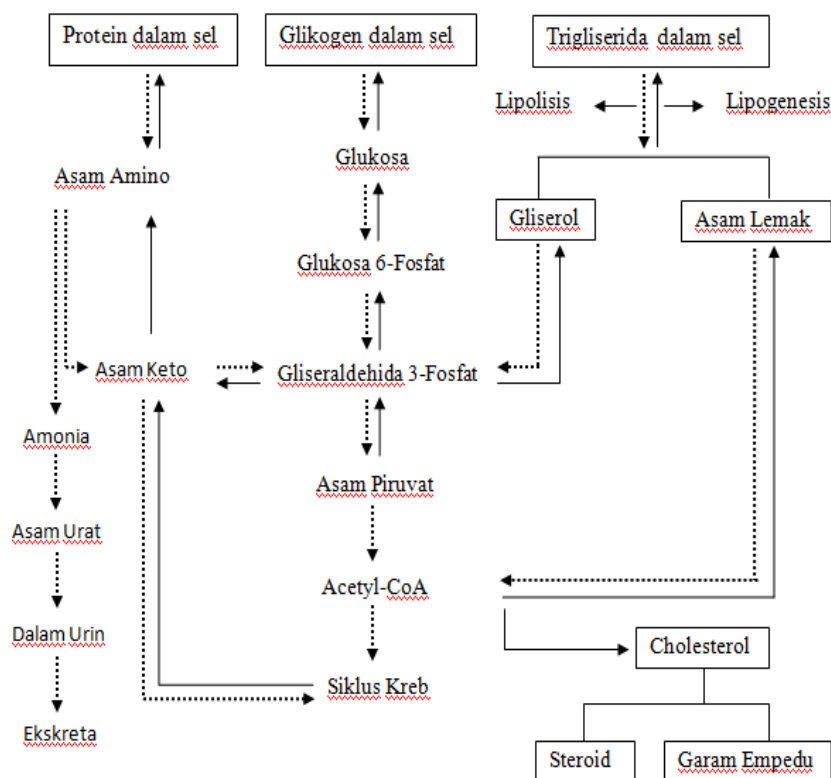 Protein dalam sel
Glikogen dalam sel
Trigliserida dalam sel
Lipolisis
Lipogenesis
Glukosa
Asam Amino
Gliserol
Asam Lemak
Glukosa 6-Fosfat
Asam Keto
Gliseraldehida 3-Fosfat
Amonia
Asam Piruvat
Asam Urat
Acetyl-CoA
Dalam Urin
Cholesterol
Siklus Kreb
Ekskreta
Steroid
Garam Empedu